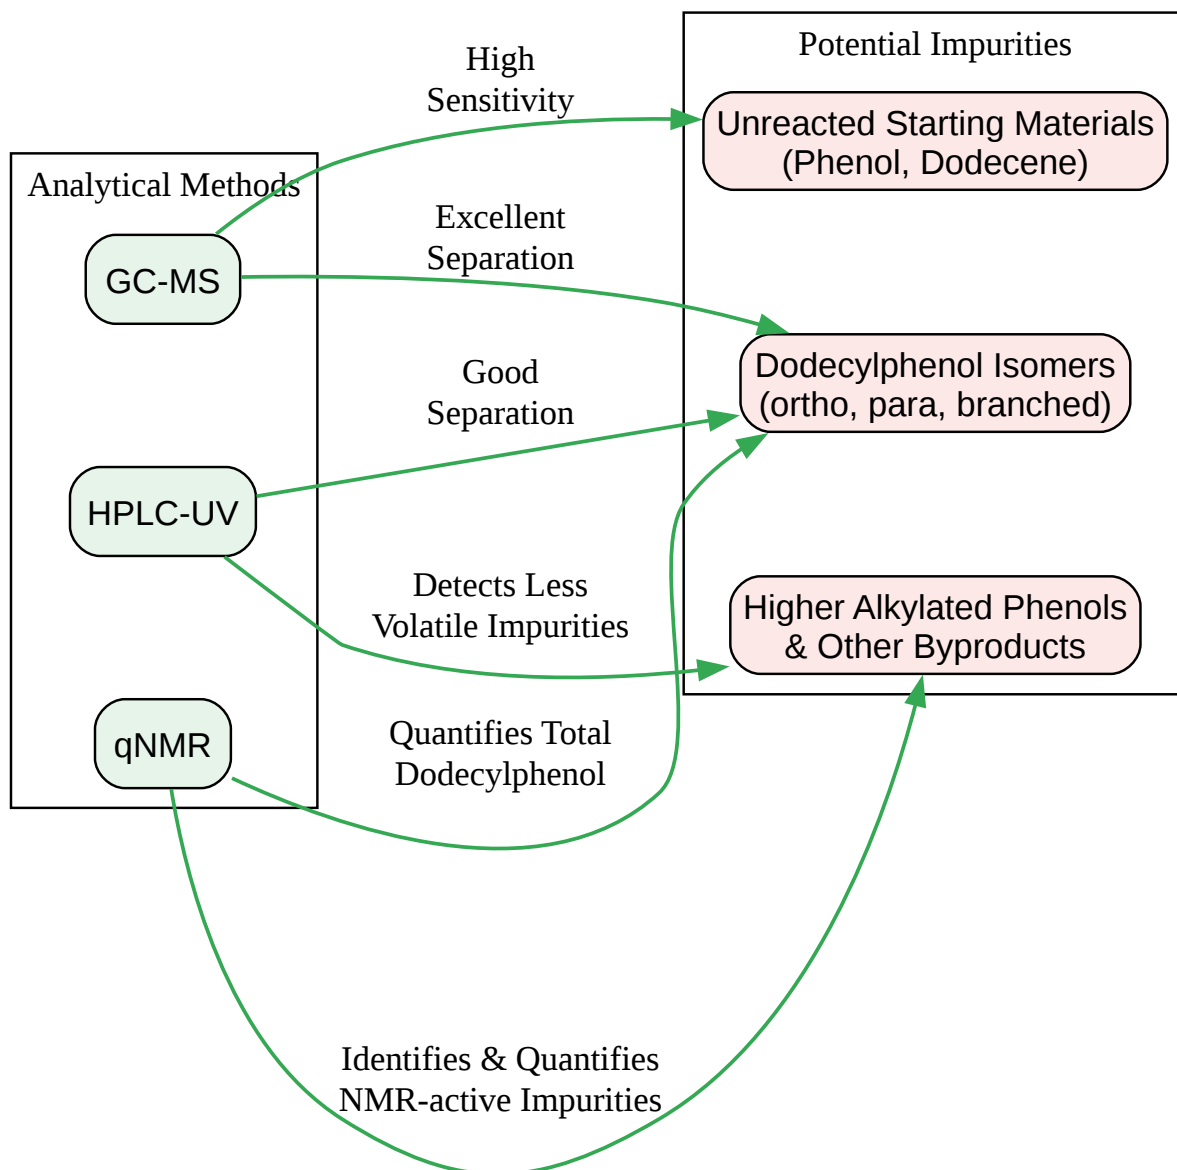 Analytical Methods
GC-MS
HPLC-UV
qNMR
High
Sensitivity
Excellent
Separation
Good
Separation
Detects Less
Volatile Impurities
Quantifies Total
Dodecylphenol
Identifies & Quantifies
NMR-active Impurities
Potential Impurities
Unreacted Starting Materials
(Phenol, Dodecene)
Dodecylphenol Isomers
(ortho, para, branched)
Higher Alkylated Phenols
& Other Byproducts